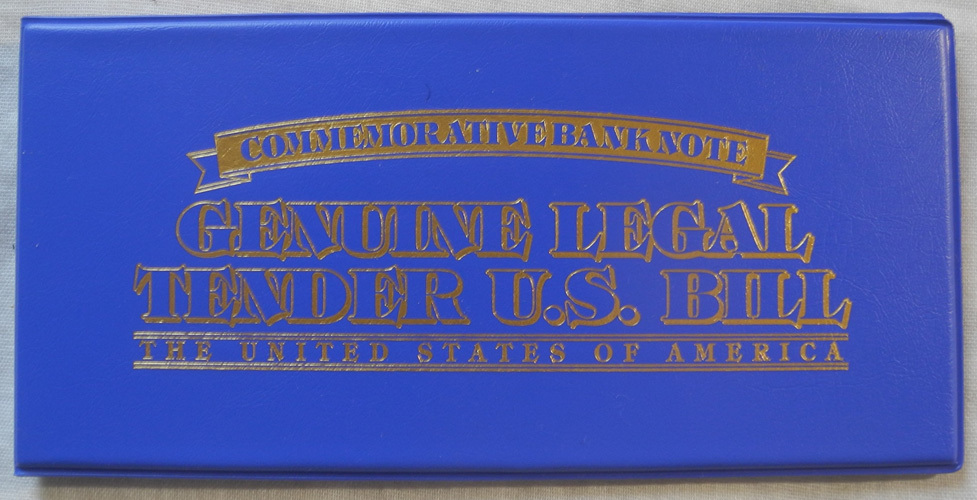 COMMEMORATIVE BANK NOTE
GENUINE LEGAL
TENDER U.S. BILL
THE UNITED STATES OF AMERICA